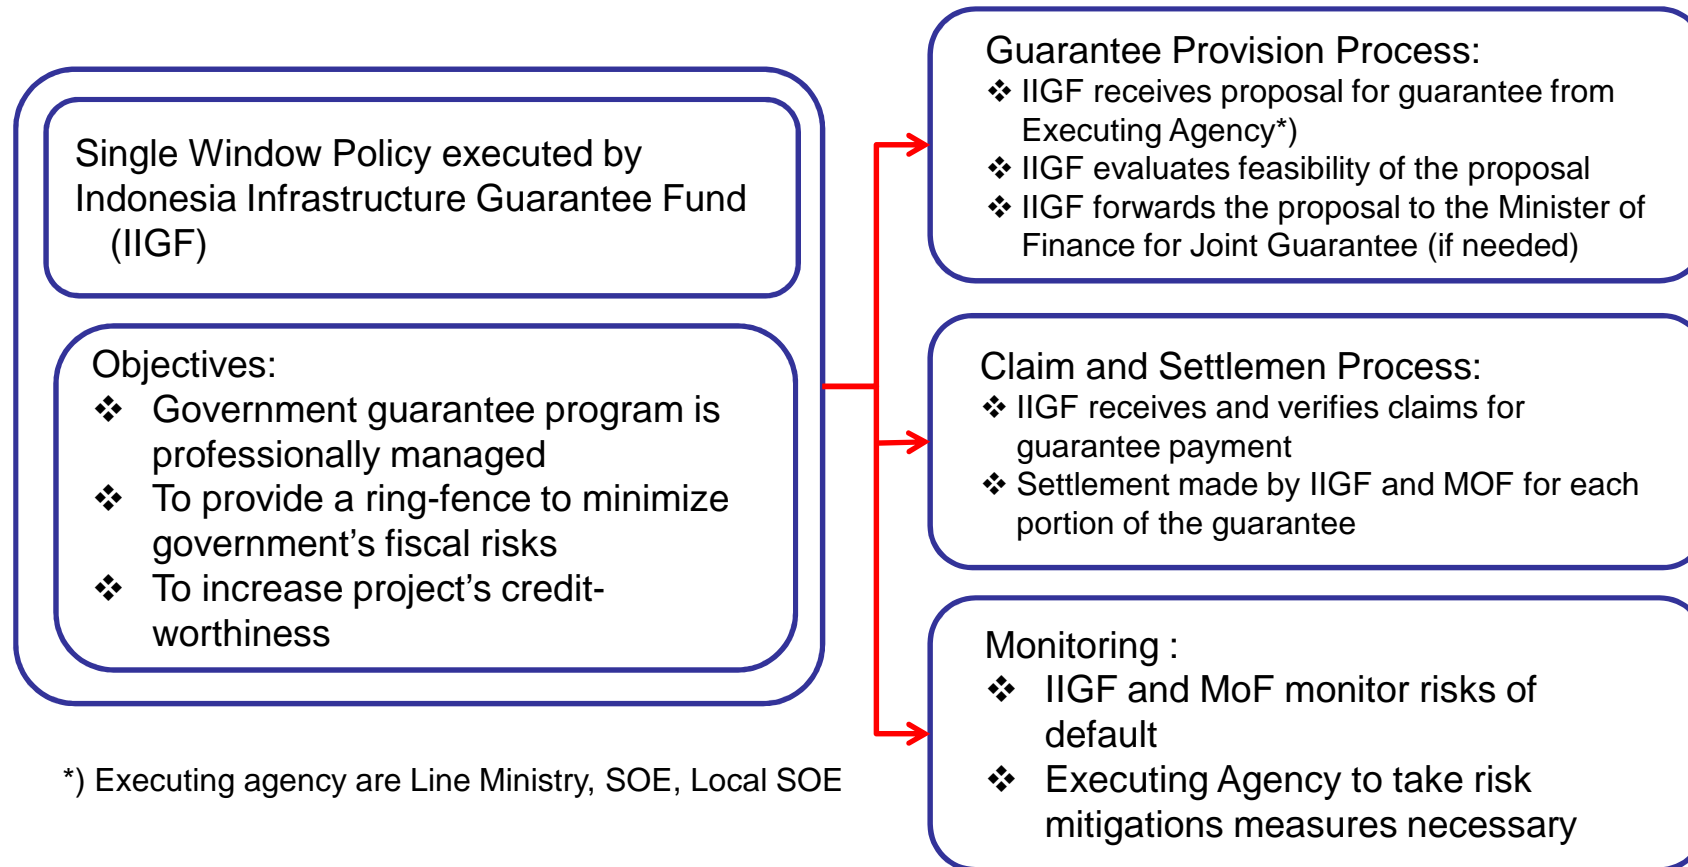 Single Window Policy executed by
Indonesia Infrastructure Guarantee Fund
(IIGF)
Objectives:
❖ Government guarantee program is
professionally managed
❖ To provide a ring-fence to minimize
government’s fiscal risks
❖ To increase project’s credit-
worthiness
*) Executing agency are Line Ministry, SOE, Local SOE
Guarantee Provision Process:
❖ IIGF receives proposal for guarantee from
Executing Agency*)
❖ IIGF evaluates feasibility of the proposal
❖ IIGF forwards the proposal to the Minister of
Finance for Joint Guarantee (if needed)
Claim and Settlemen Process:
❖ IIGF receives and verifies claims for
guarantee payment
❖ Settlement made by IIGF and MOF for each
portion of the guarantee
Monitoring :
❖ IIGF and MoF monitor risks of
default
❖ Executing Agency to take risk
mitigations measures necessary